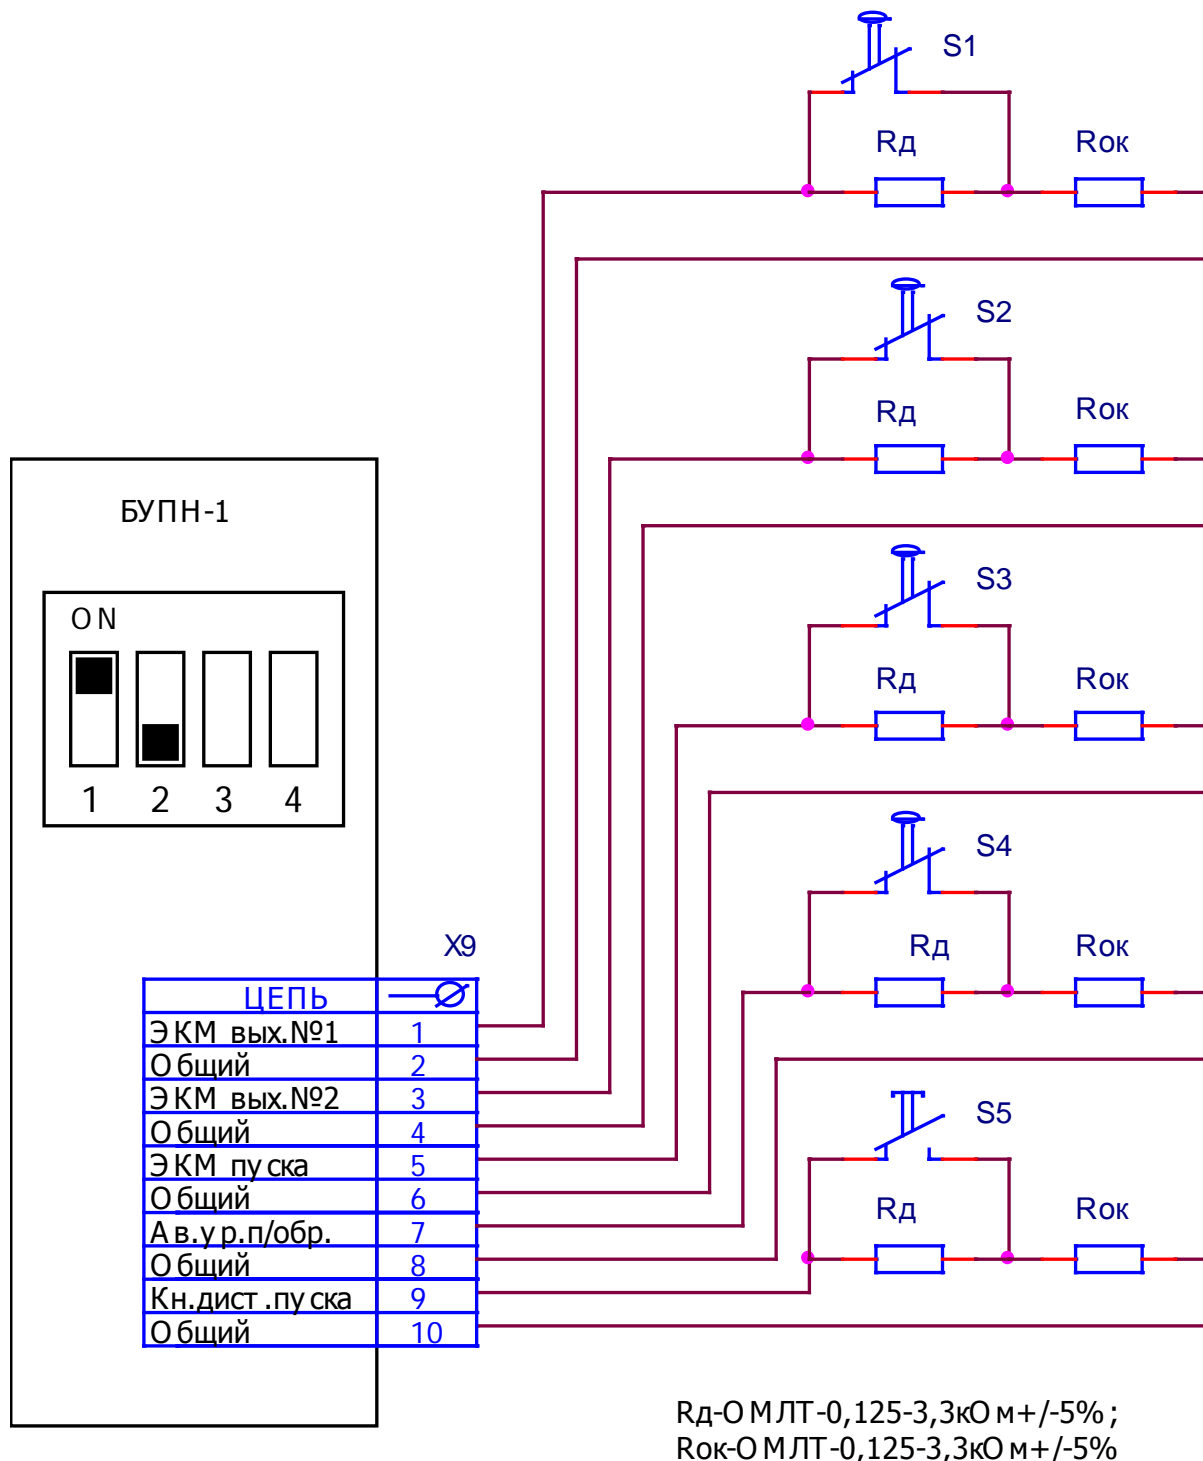 S1
Rд Rок
S2
Rд Rок
БУПН-1
S3
ON
Rд Rок
1 2 3 4
S4
X9
Rд Rок
ЦЕПЬ
ЭКМ вых.№1 1
Общий 2
ЭКМ вых.№2 3
Общий 4
S5
ЭКМ пуска 5
Общий 6
Rд Rок
Ав.ур.п/обр. 7
Общий 8
Кн.дист.пуска 9
Общий 10
Rд-ОМЛТ-0,125-3,3кОм+/-5%;
Rок-ОМЛТ-0,125-3,3кОм+/-5%